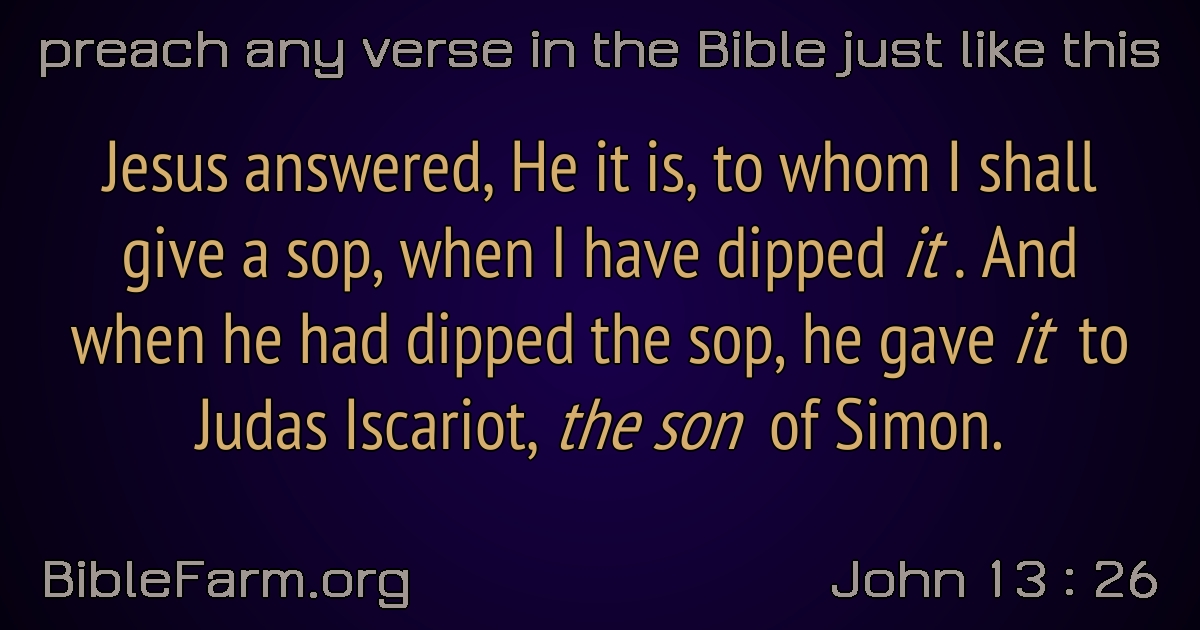 preach any verse in the Bible just like this
Jesus answered, He it is, to whom I shall
give a sop, when I have dipped it . And
when he had dipped the sop, he gave it to
Judas Iscariot, the son of Simon.
BibleFarm.org
John 13 : 26